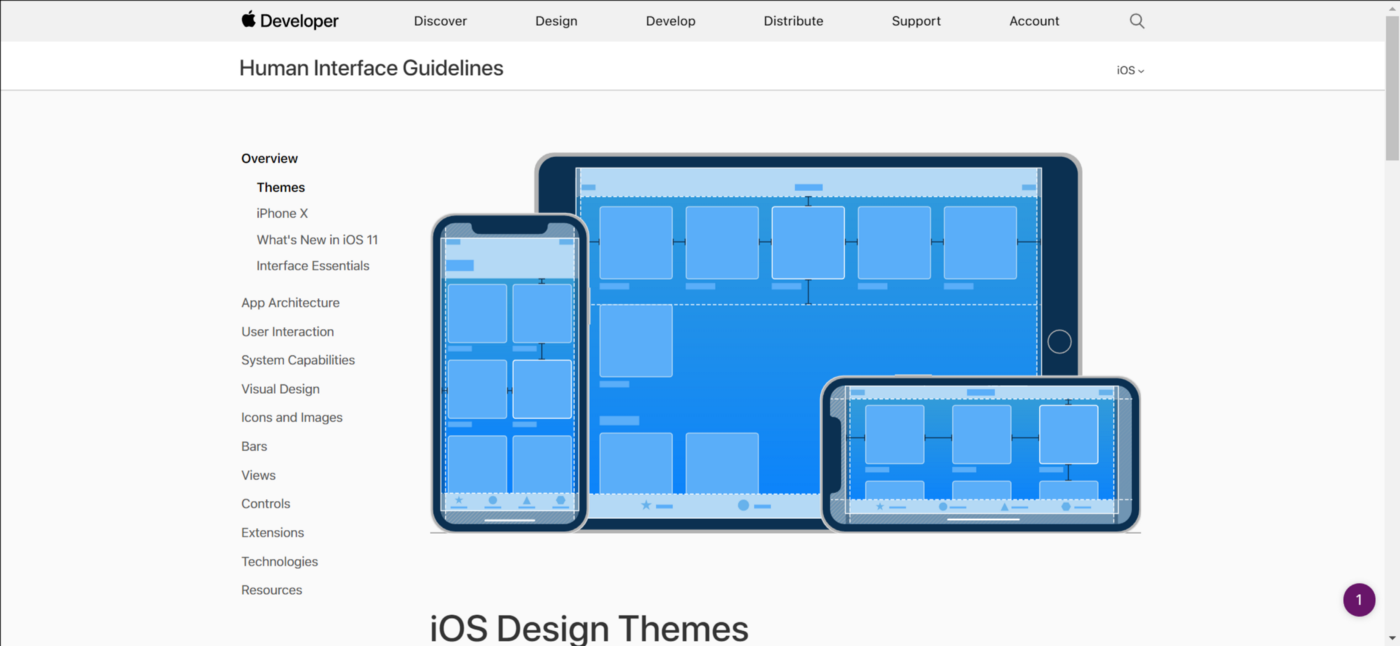 Developer
Discover
Design
Develop
Distribute
Support
Account
Human Interface Guidelines
iOS
Overview
Themes
iPhone X
What's New in iOS 11
Interface Essentials
App Architecture
User Interaction
System Capabilities
Visual Design
Icons and Images
Bars
Views
Controls
Extensions
Technologies
Resources
iOS Design Themes
1